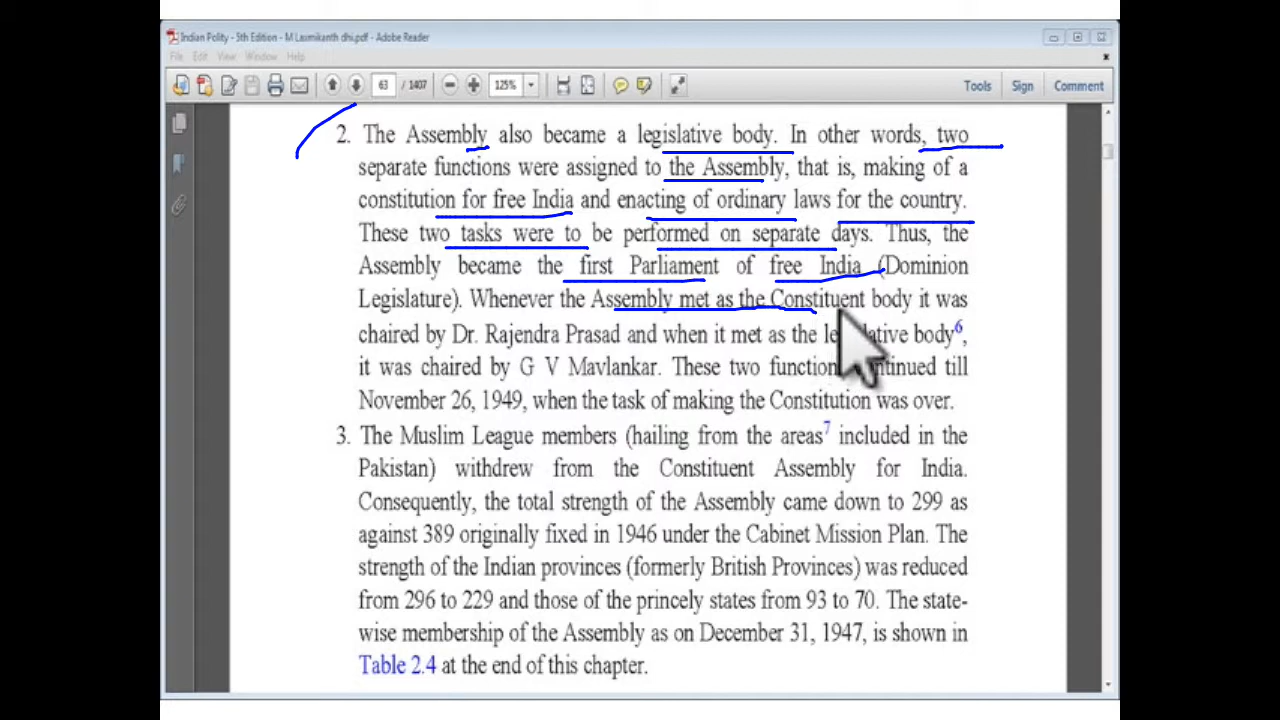 Indian Polity - 5th Edition - M Laxmikanth dhi.pdf - Adobe Reader
File Edit View Window Help
63 / 1407 125% Tools Sign Comment
2. The Assembly also became a legislative body. In other words, two
separate functions were assigned to the Assembly, that is, making of a
constitution for free India and enacting of ordinary laws for the country.
These two tasks were to be performed on separate days. Thus, the
Assembly became the first Parliament of free India (Dominion
Legislature). Whenever the Assembly met as the Constituent body it was
chaired by Dr. Rajendra Prasad and when it met as the legislative body6,
it was chaired by G V Mavlankar. These two functions continued till
November 26, 1949, when the task of making the Constitution was over.
3. The Muslim League members (hailing from the areas7 included in the
Pakistan) withdrew from the Constituent Assembly for India.
Consequently, the total strength of the Assembly came down to 299 as
against 389 originally fixed in 1946 under the Cabinet Mission Plan. The
strength of the Indian provinces (formerly British Provinces) was reduced
from 296 to 229 and those of the princely states from 93 to 70. The state-
wise membership of the Assembly as on December 31, 1947, is shown in
Table 2.4 at the end of this chapter.